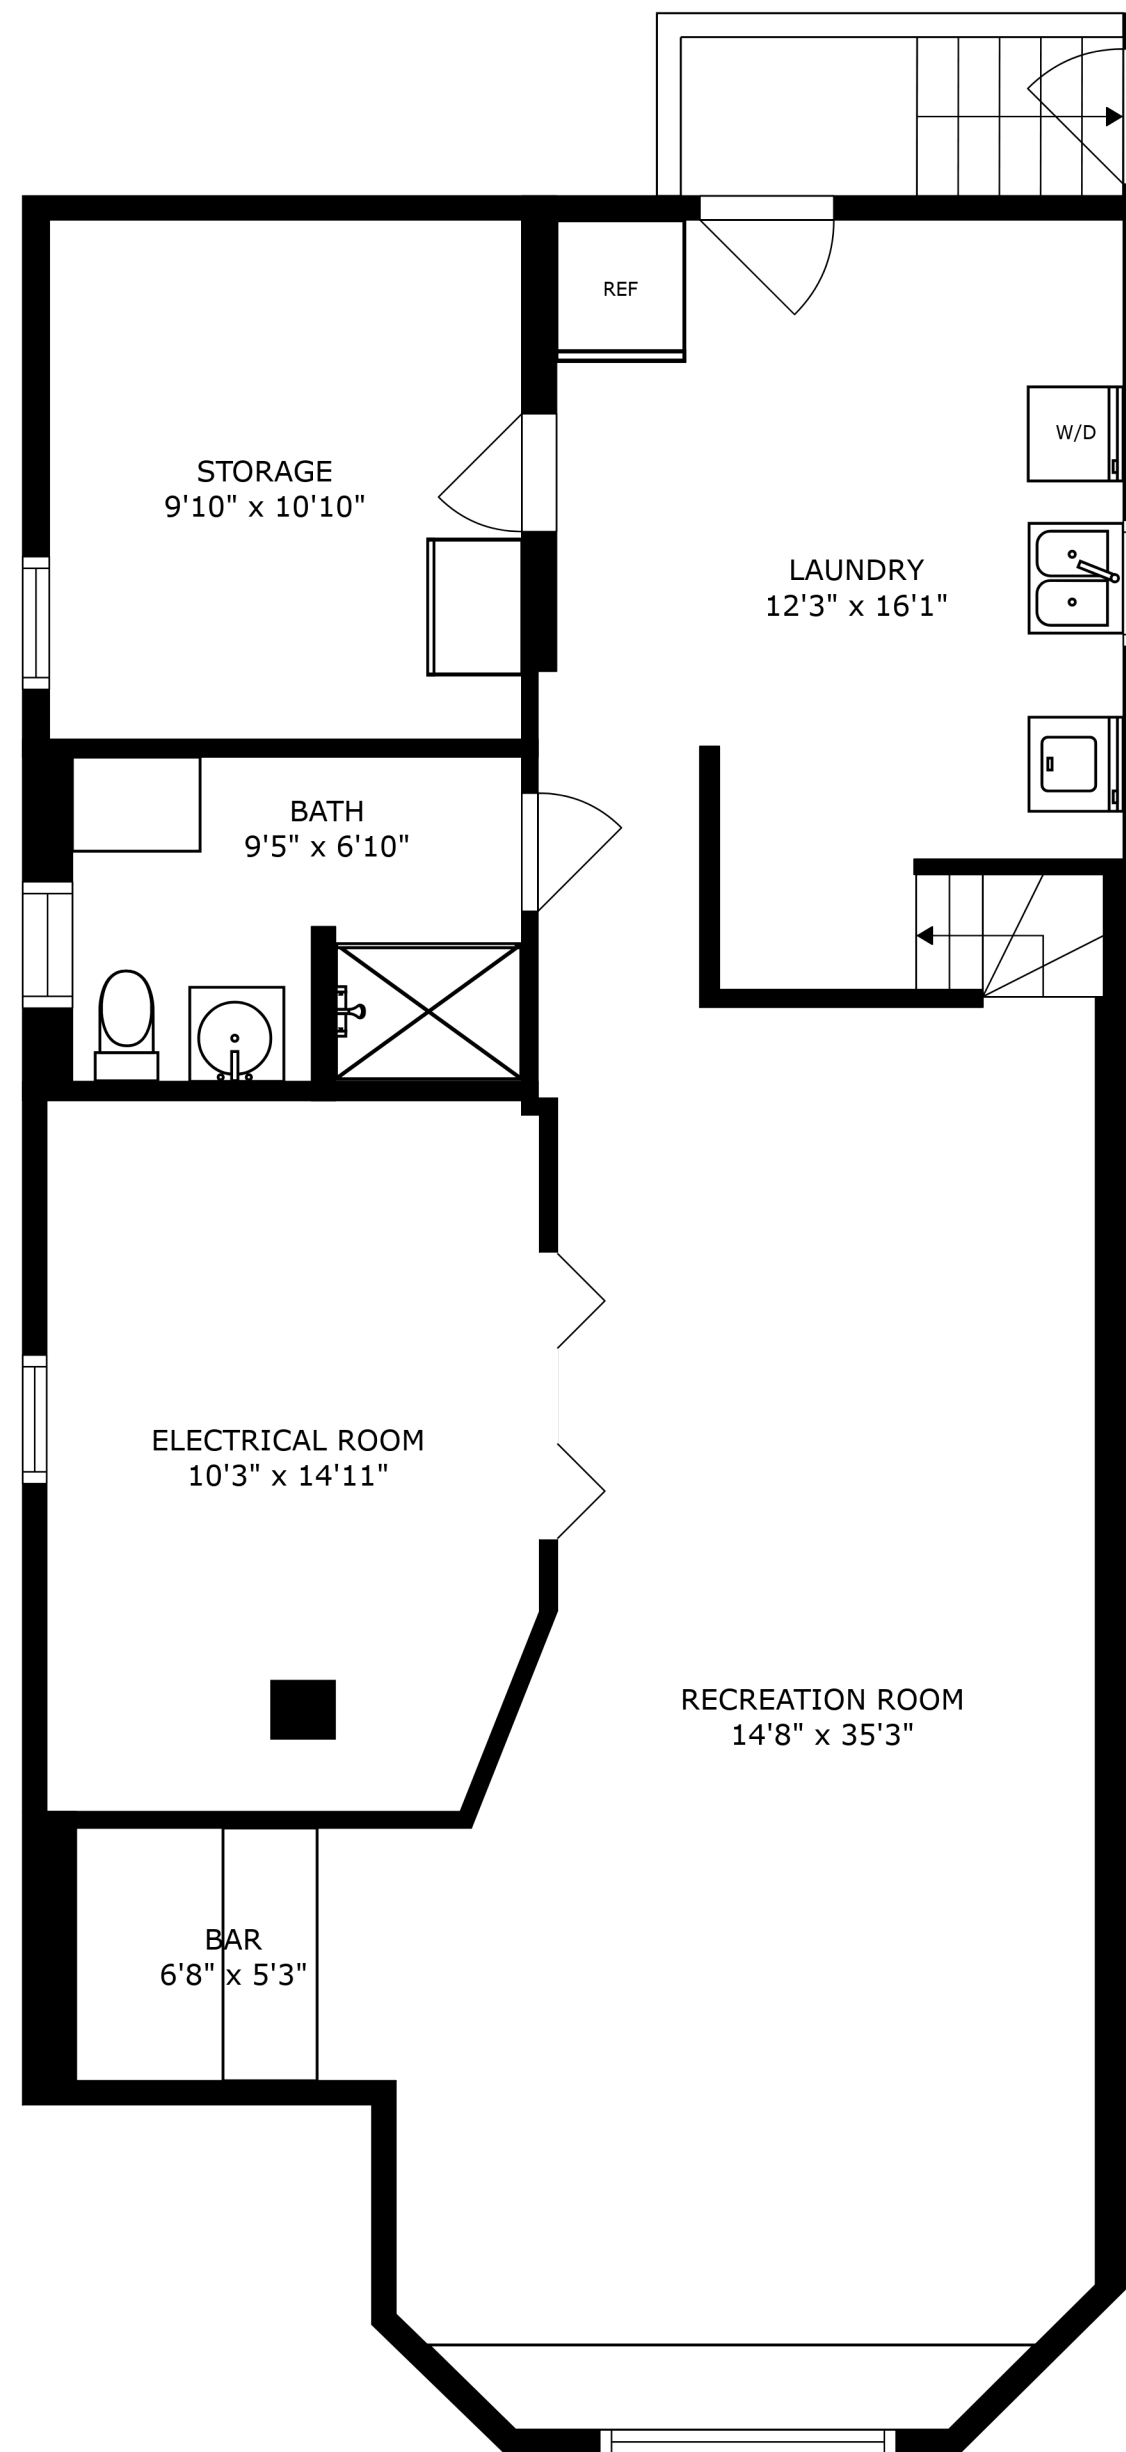 REF
W/D
STORAGE
9'10" x 10'10"
LAUNDRY
12'3" x 16'1"
BATH
9'5" x 6'10"
ELECTRICAL ROOM
10'3" x 14'11"
RECREATION ROOM
14'8" x 35'3"
BAR
6'8" x 5'3"